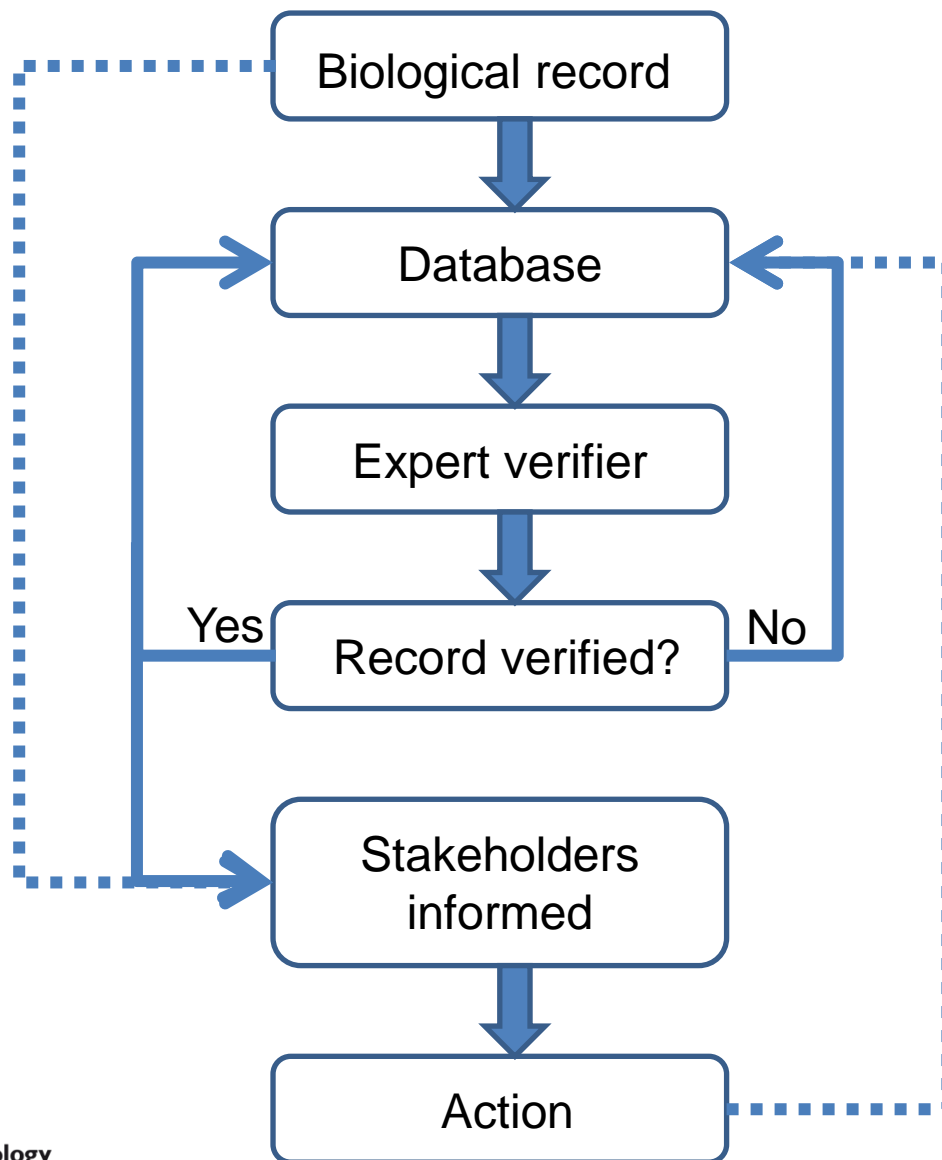 Biological record
Database
Expert verifier
Yes
Record verified?
No
Stakeholders
informed
Action